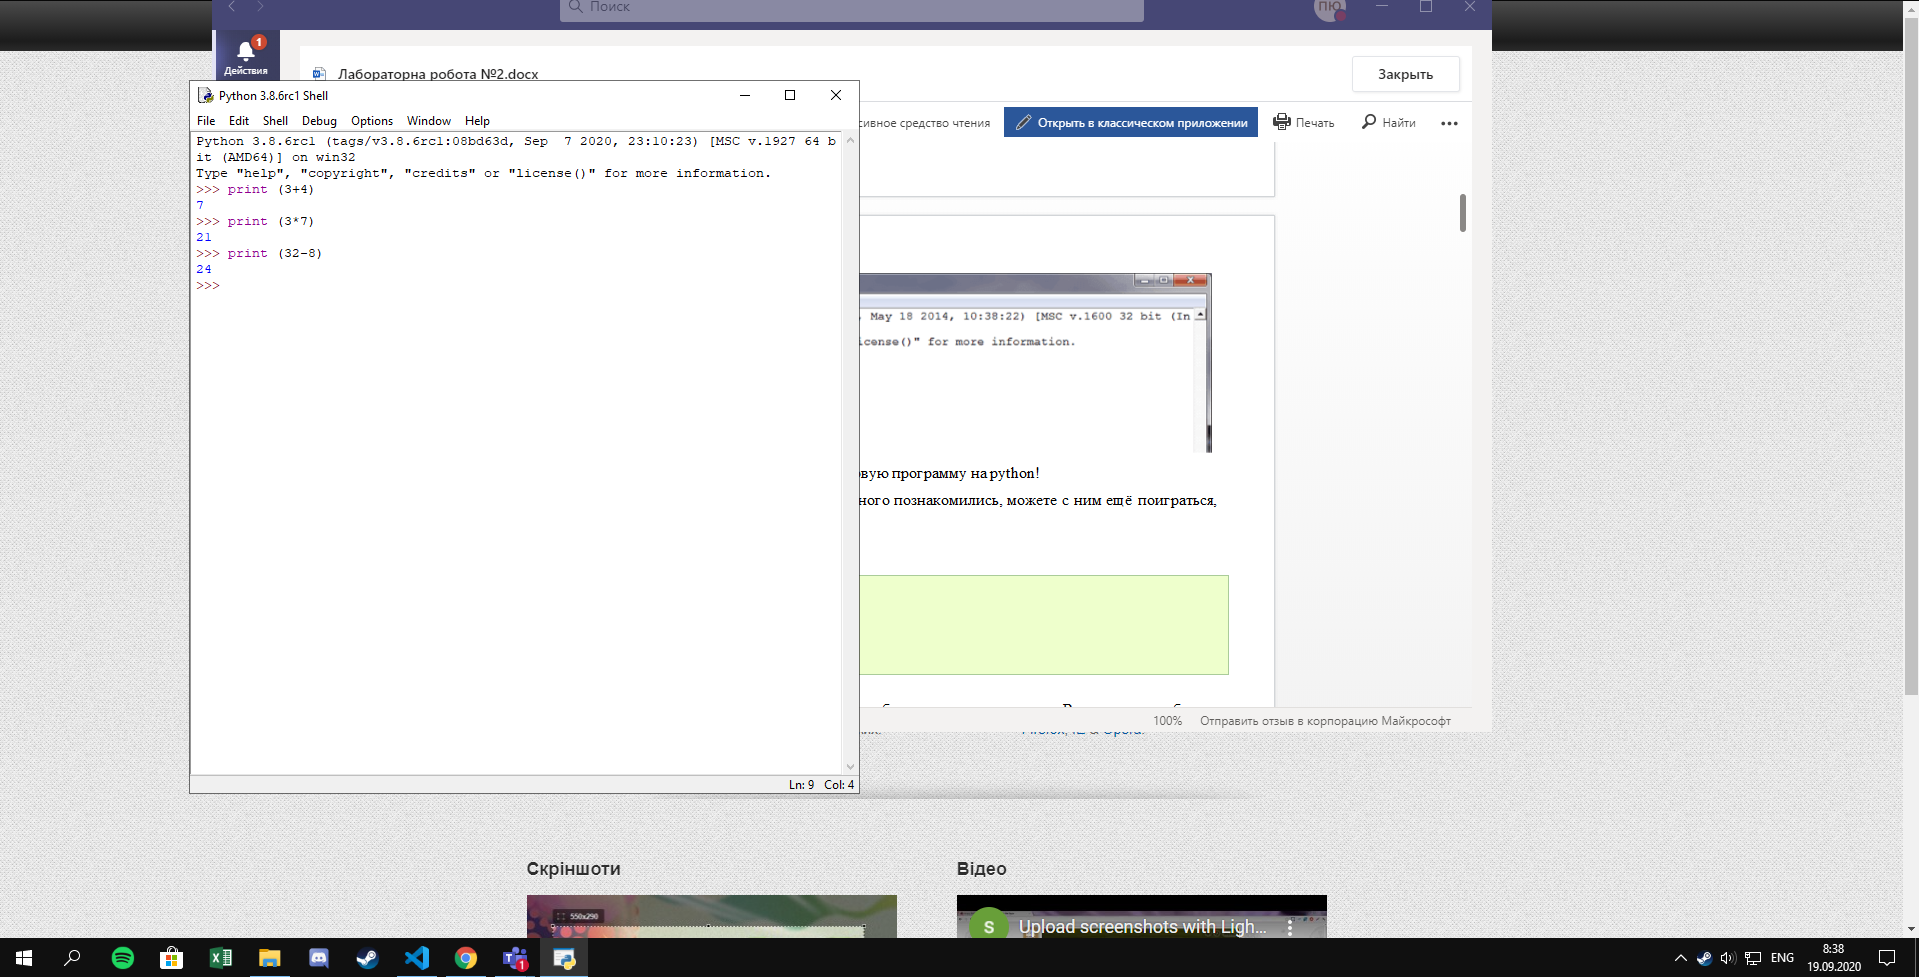 Поиск
ПЮ
1
Действия
Лабораторна робота №2.docx
Закрыть
Python 3.8.6rc1 Shell
File Edit Shell Debug Options Window Help
сивное средство чтения
Открыть в классическом приложении
Печать
Найти
Python 3.8.6rc1 (tags/v3.8.6rc1:08bd63d, Sep  7 2020, 23:10:23) [MSC v.1927 64 b
it (AMD64)] on win32
Type "help", "copyright", "credits" or "license()" for more information.
>>> print (3+4)
7
>>> print (3*7)
21
>>> print (32-8)
24
>>>
, May 18 2014, 10:38:22) [MSC v.1600 32 bit (In
icense()" for more information.
овую программу на python!
ного познакомились, можете с ним ещё поиграться,
100% Отправить отзыв в корпорацию Майкрософт
Firefox, IE & Opera.
Ln: 9 Col: 4
Скріншоти
Відео
550x290
S
Upload screenshots with Ligh...
1
ENG
8:38
19.09.2020